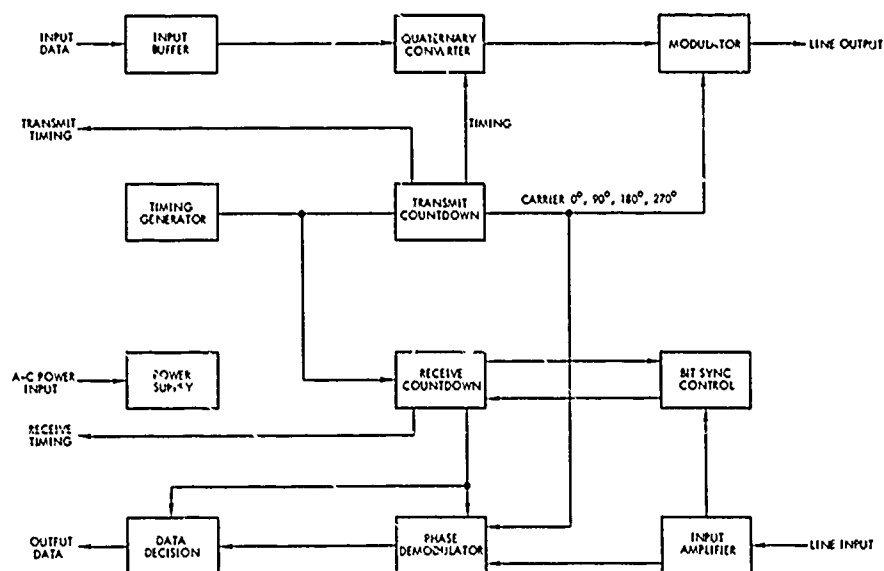 INPUT DATA
INPUT BUFFER
QUATERNARY CONVERTER
MODULATOR
LINE OUTPUT
TRANSMIT TIMING
TIMING
TIMING GENERATOR
TRANSMIT COUNTDOWN
CARRIER 0°, 90°, 180°, 270°
A-C POWER INPUT
POWER SUPPLY
RECEIVE COUNTDOWN
BIT SYNC CONTROL
RECEIVE TIMING
OUTPUT DATA
DATA DECISION
PHASE DEMODULATOR
INPUT AMPLIFIER
LINE INPUT